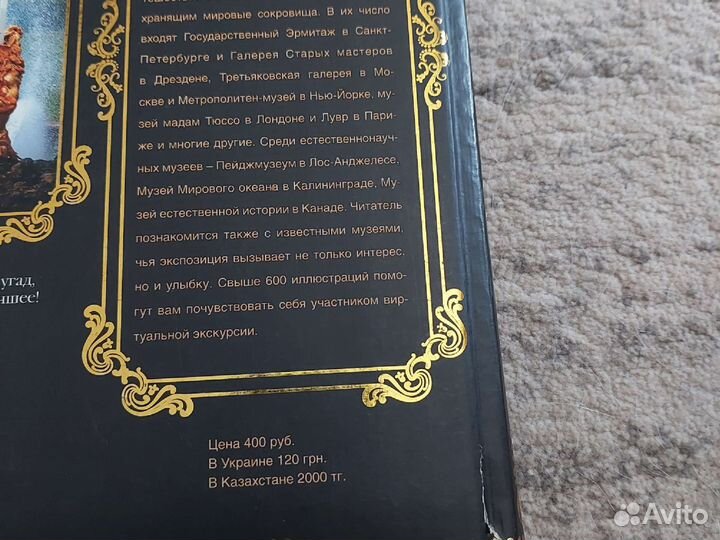 хранящим мировые сокровища. В их число
входят Государственный Эрмитаж в Санкт-
Петербурге и Галерея Старых мастеров
в Дрездене, Третьяковская галерея в Мо-
скве и Метрополитен-музей в Нью-Йорке, му-
зей мадам Тюссо в Лондоне и Лувр в Пари-
же и многие другие. Среди естественнонауч-
ных музеев – Пейджмузеум в Лос-Анджелесе,
Музей Мирового океана в Калининграде, Му-
зей естественной истории в Канаде. Читатель
познакомится также с известными музеями,
чья экспозиция вызывает не только интерес,
но и улыбку. Свыше 600 иллюстраций помо-
гут вам почувствовать себя участником вир-
туальной экскурсии.
угад,
чшее!
Цена 400 руб.
В Украине 120 грн.
В Казахстане 2000 тг.
Avito